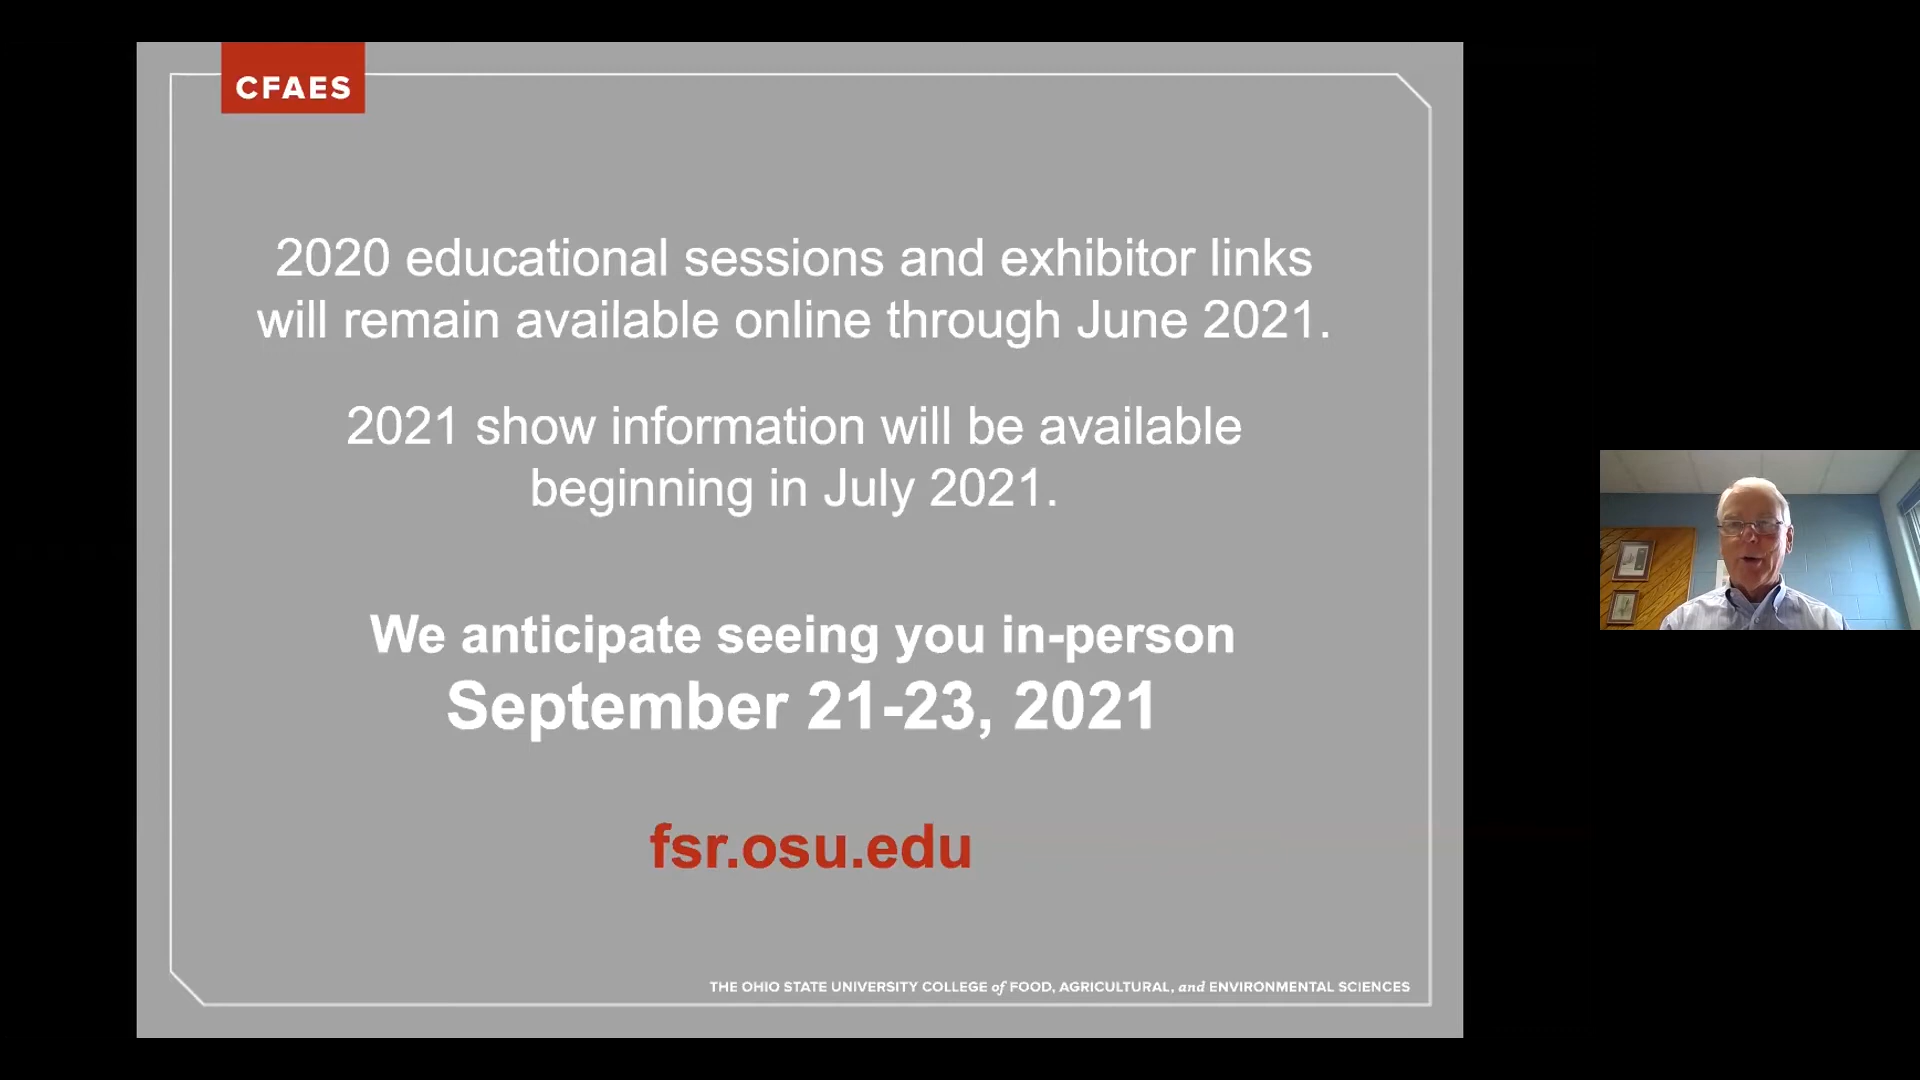 CFAES
2020 educational sessions and exhibitor links
will remain available online through June 2021.
2021 show information will be available
beginning in July 2021.
We anticipate seeing you in-person
September 21-23, 2021
fsr.osu.edu
THE OHIO STATE UNIVERSITY COLLEGE of FOOD, AGRICULTURAL, and ENVIRONMENTAL SCIENCES